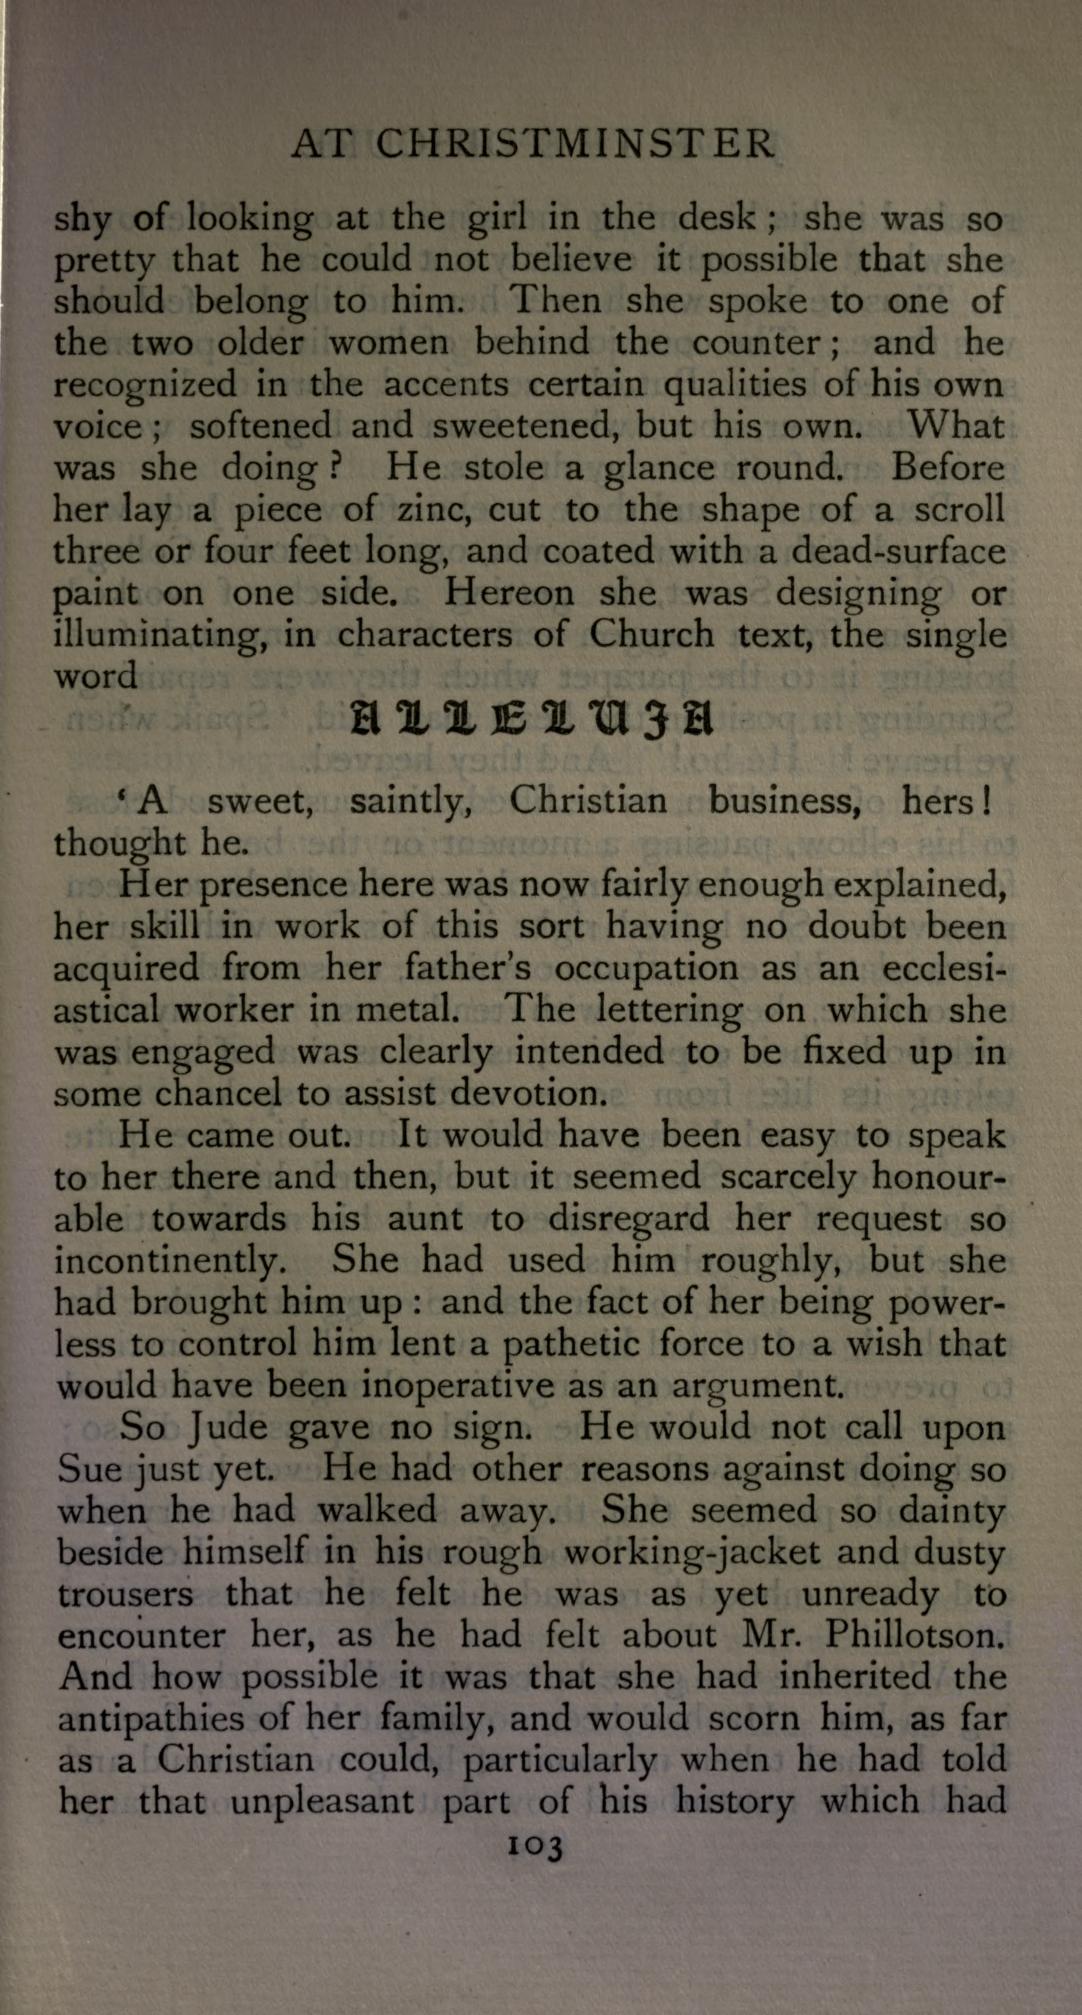 AT CHRISTMINSTER
shy of looking at the girl in the desk ; she was so
pretty that he could not believe it possible that she
should belong to him. Then she spoke to one of
the two older women behind the counter ; and he
recognized in the accents certain qualities of his own
voice ; softened and sweetened, but his own. What
was she doing ? He stole a glance round. Before
her lay a piece of zinc, cut to the shape of a scroll
three or four feet long, and coated with a dead-surface
paint on one side. Hereon she was designing or
illuminating, in characters of Church text, the single
word
ALLELUJA
‘ A sweet, saintly, Christian business, hers !
thought he.
Her presence here was now fairly enough explained,
her skill in work of this sort having no doubt been
acquired from her father’s occupation as an ecclesi-
astical worker in metal. The lettering on which she
was engaged was clearly intended to be fixed up in
some chancel to assist devotion.
He came out. It would have been easy to speak
to her there and then, but it seemed scarcely honour-
able towards his aunt to disregard her request so
incontinently. She had used him roughly, but she
had brought him up : and the fact of her being power-
less to control him lent a pathetic force to a wish that
would have been inoperative as an argument.
So Jude gave no sign. He would not call upon
Sue just yet. He had other reasons against doing so
when he had walked away. She seemed so dainty
beside himself in his rough working-jacket and dusty
trousers that he felt he was as yet unready to
encounter her, as he had felt about Mr. Phillotson.
And how possible it was that she had inherited the
antipathies of her family, and would scorn him, as far
as a Christian could, particularly when he had told
her that unpleasant part of his history which had
103